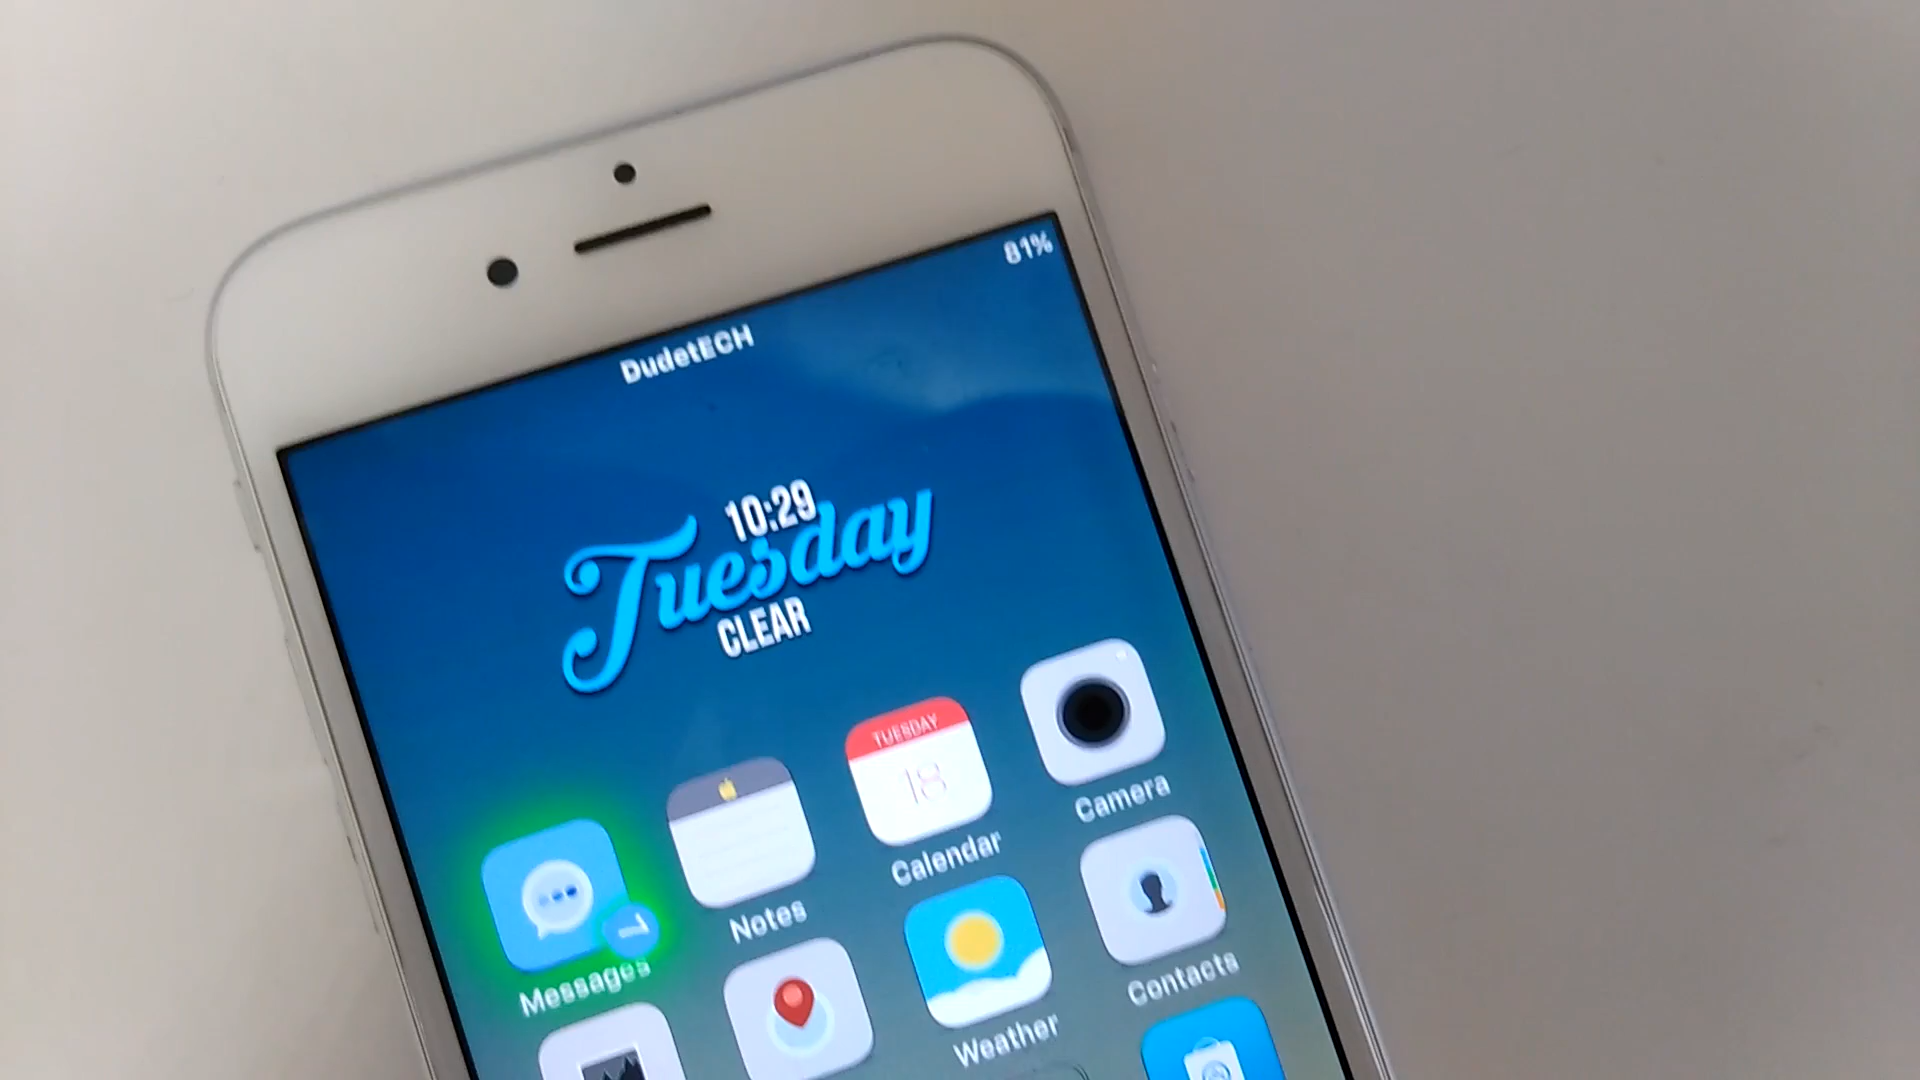 81%
DudetECH
10:29
Tuesday
CLEAR
TUESDAY
18
Camera
Calendar
Notes
Messages
Contacts
Weather